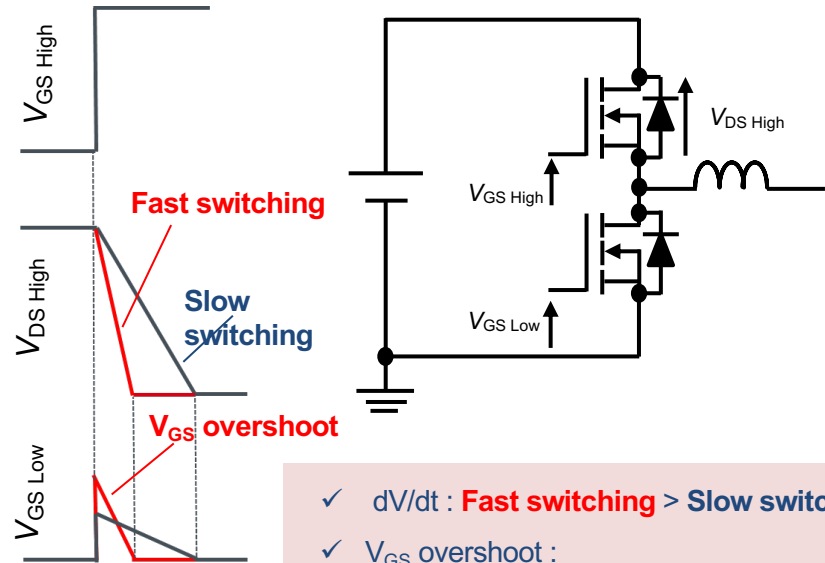 VGS High
VDS High
VGS Low
Fast switching
Slow
switching
VGS overshoot
VDS High
VGS High
VGS Low
✓ dV/dt : Fast switching > Slow switc
✓ VGS overshoot :